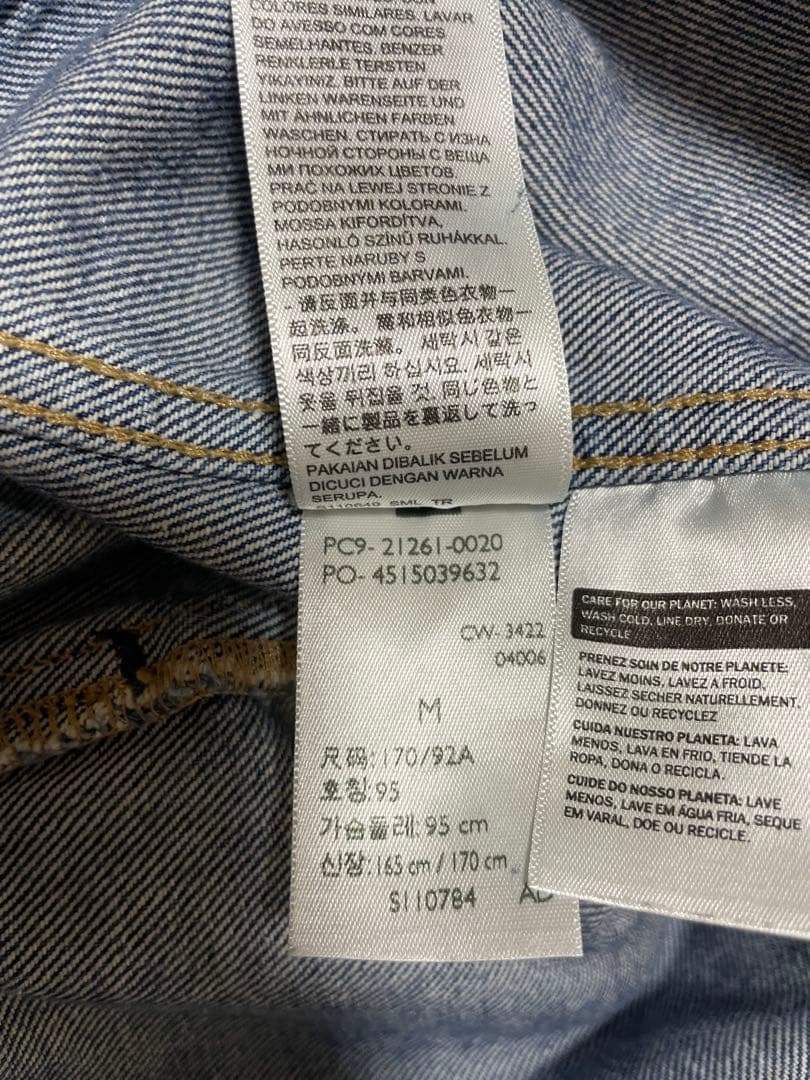 COLORES SIMILARES. LAVAR
DO AVESSO COM CORES
SEMELHANTES. BENZER
RENKLERLE TERSTEN
YIKAYINIZ. BITTE AUF DER
LINKEN WARENSEITE UND
MIT ÄHNLICHEN FARBEN
WASCHEN. СТИРАТЬ С ИЗНА
НОЧНОЙ СТОРОНЫ С ВЕЩА
МИ ПОХОЖИХ ЦВЕТОВ.
PRAĆ NA LEWEJ STRONIE Z
PODOBNYMI KOLORAMI.
MOSSA KIFORDÍTVA,
HASONLÓ SZÍNŰ RUHÁKKAL.
PERTE NARUBY S
PODOBNYMI BARVAMI.
- 请反面并与同类色衣物一
起洗涤。需和相似色衣物一
同反面洗滌。 세탁시 같은
색상끼리 하십시요. 세탁시
옷을 뒤집을 것. 同じ色物と
一緒に製品を裏返して洗っ
てください。
PAKAIAN DIBALIK SEBELUM
DICUCI DENGAN WARNA
SERUPA.
S110649 SML TR
PC9- 21261-0020
PO- 4515039632
CW- 3422
04006
M
尺码: 170/92A
호칭: 95
가슴둘레: 95 cm
신장: 165 cm / 170 cm
S110784
CARE FOR OUR PLANET: WASH LESS,
WASH COLD, LINE DRY, DONATE OR
RECYCLE
PRENEZ SOIN DE NOTRE PLANETE:
LAVEZ MOINS, LAVEZ A FROID,
LAISSEZ SECHER NATURELLEMENT,
DONNEZ OU RECYCLEZ
CUIDA NUESTRO PLANETA: LAVA
MENOS, LAVA EN FRIO, TIENDE LA
ROPA, DONA O RECICLA.
CUIDE DO NOSSO PLANETA: LAVE
MENOS, LAVE EM ÁGUA FRIA, SEQUE
EM VARAL, DOE OU RECICLE.